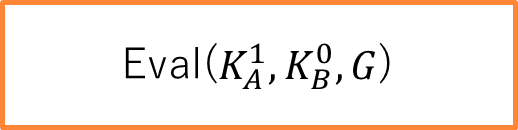 Eval(K_A^1, K_B^0, G)